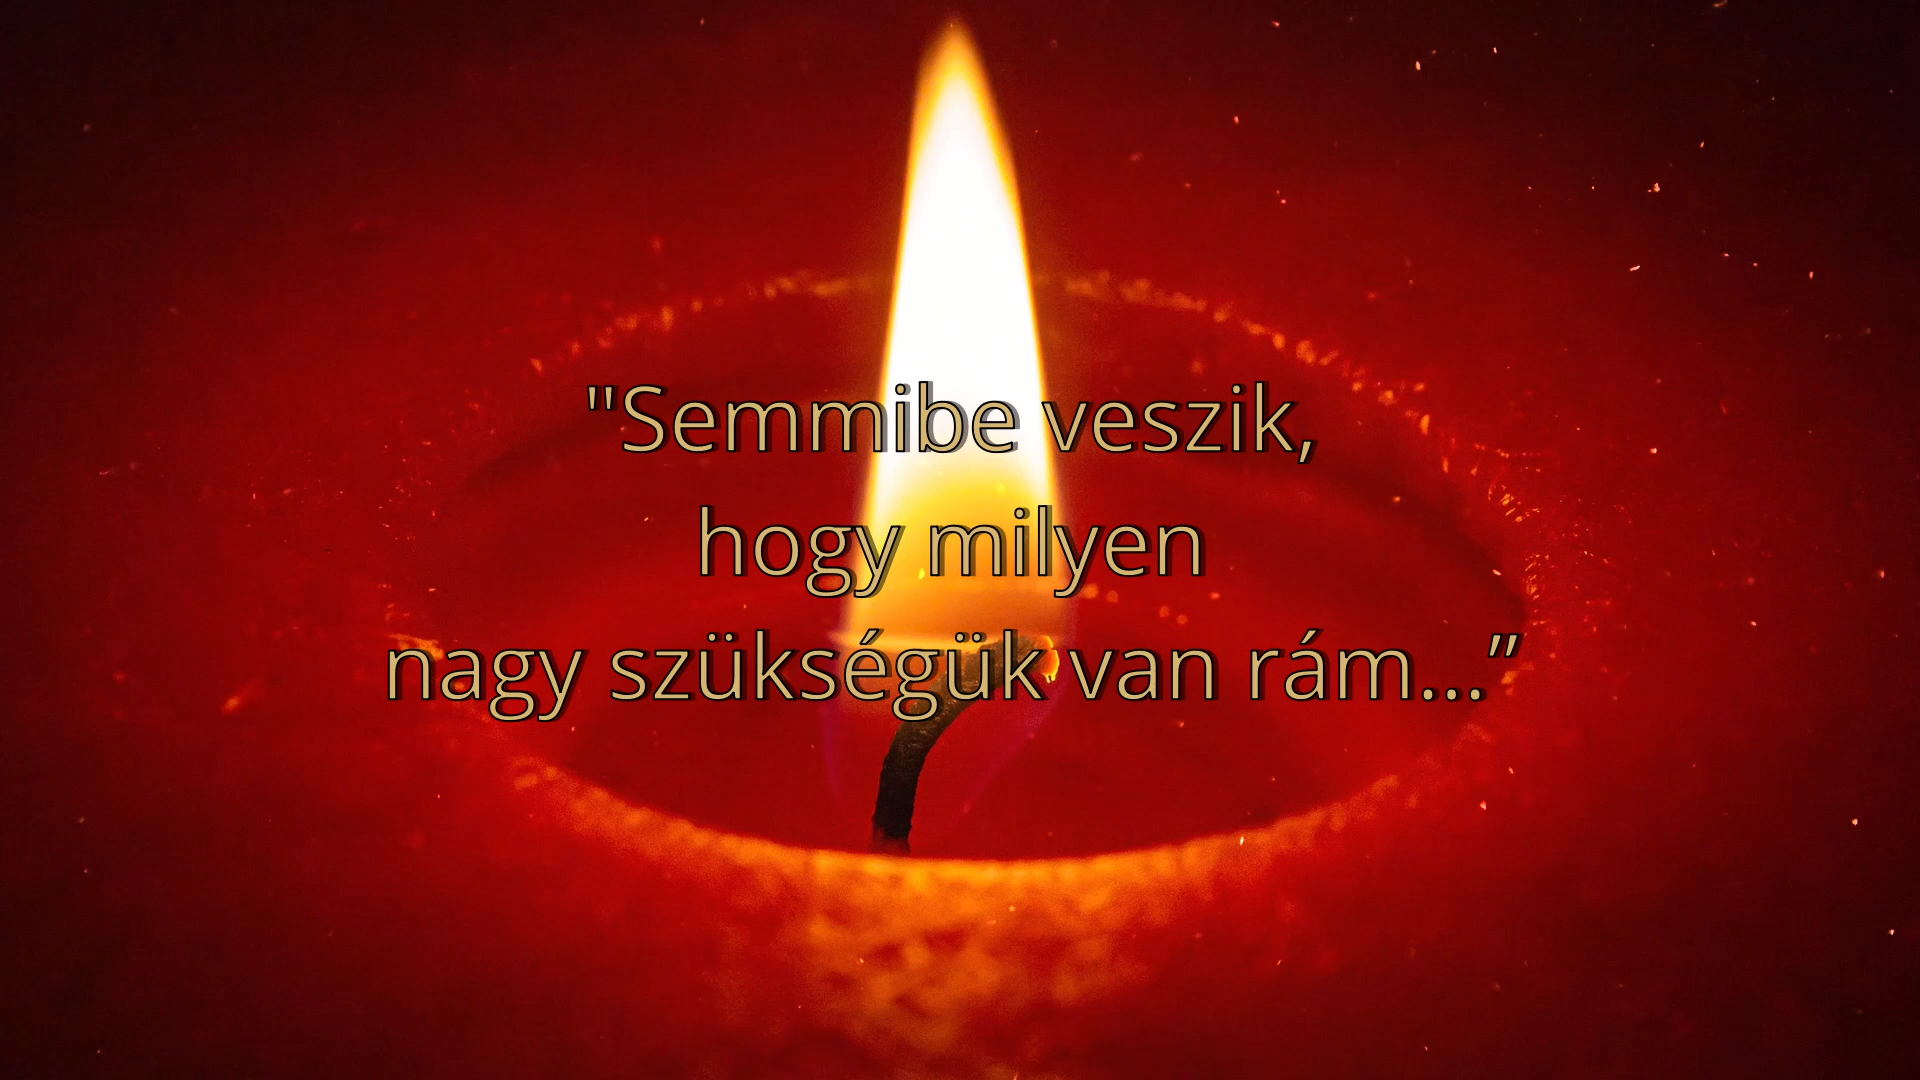 "Semmibe veszik,
hogy milyen
nagy szükségük van rám...”